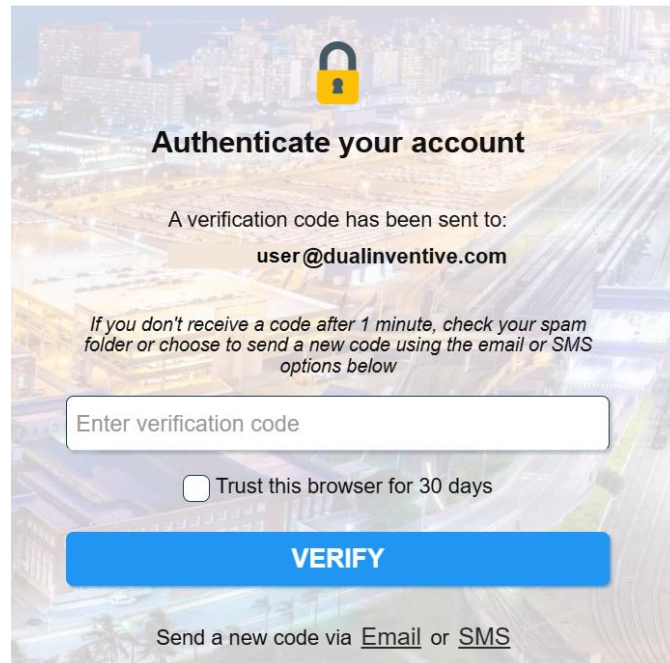 Authenticate your account
A verification code has been sent to:
user@dualinventive.com
If you don't receive a code after 1 minute, check your spam
folder or choose to send a new code using the email or SMS
options below
Enter verification code
Trust this browser for 30 days
VERIFY
Send a new code via Email or SMS